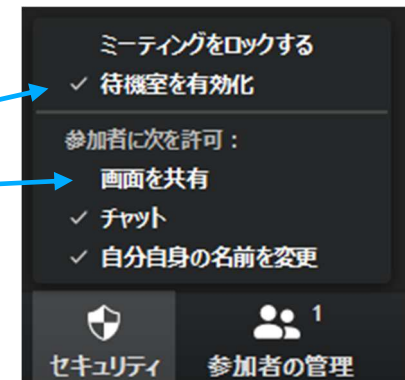 ミーティングをロックする
✓ 待機室を有効化
参加者に次を許可：
画面を共有
✓ チャット
✓ 自分自身の名前を変更
1
セキュリティ 参加者の管理